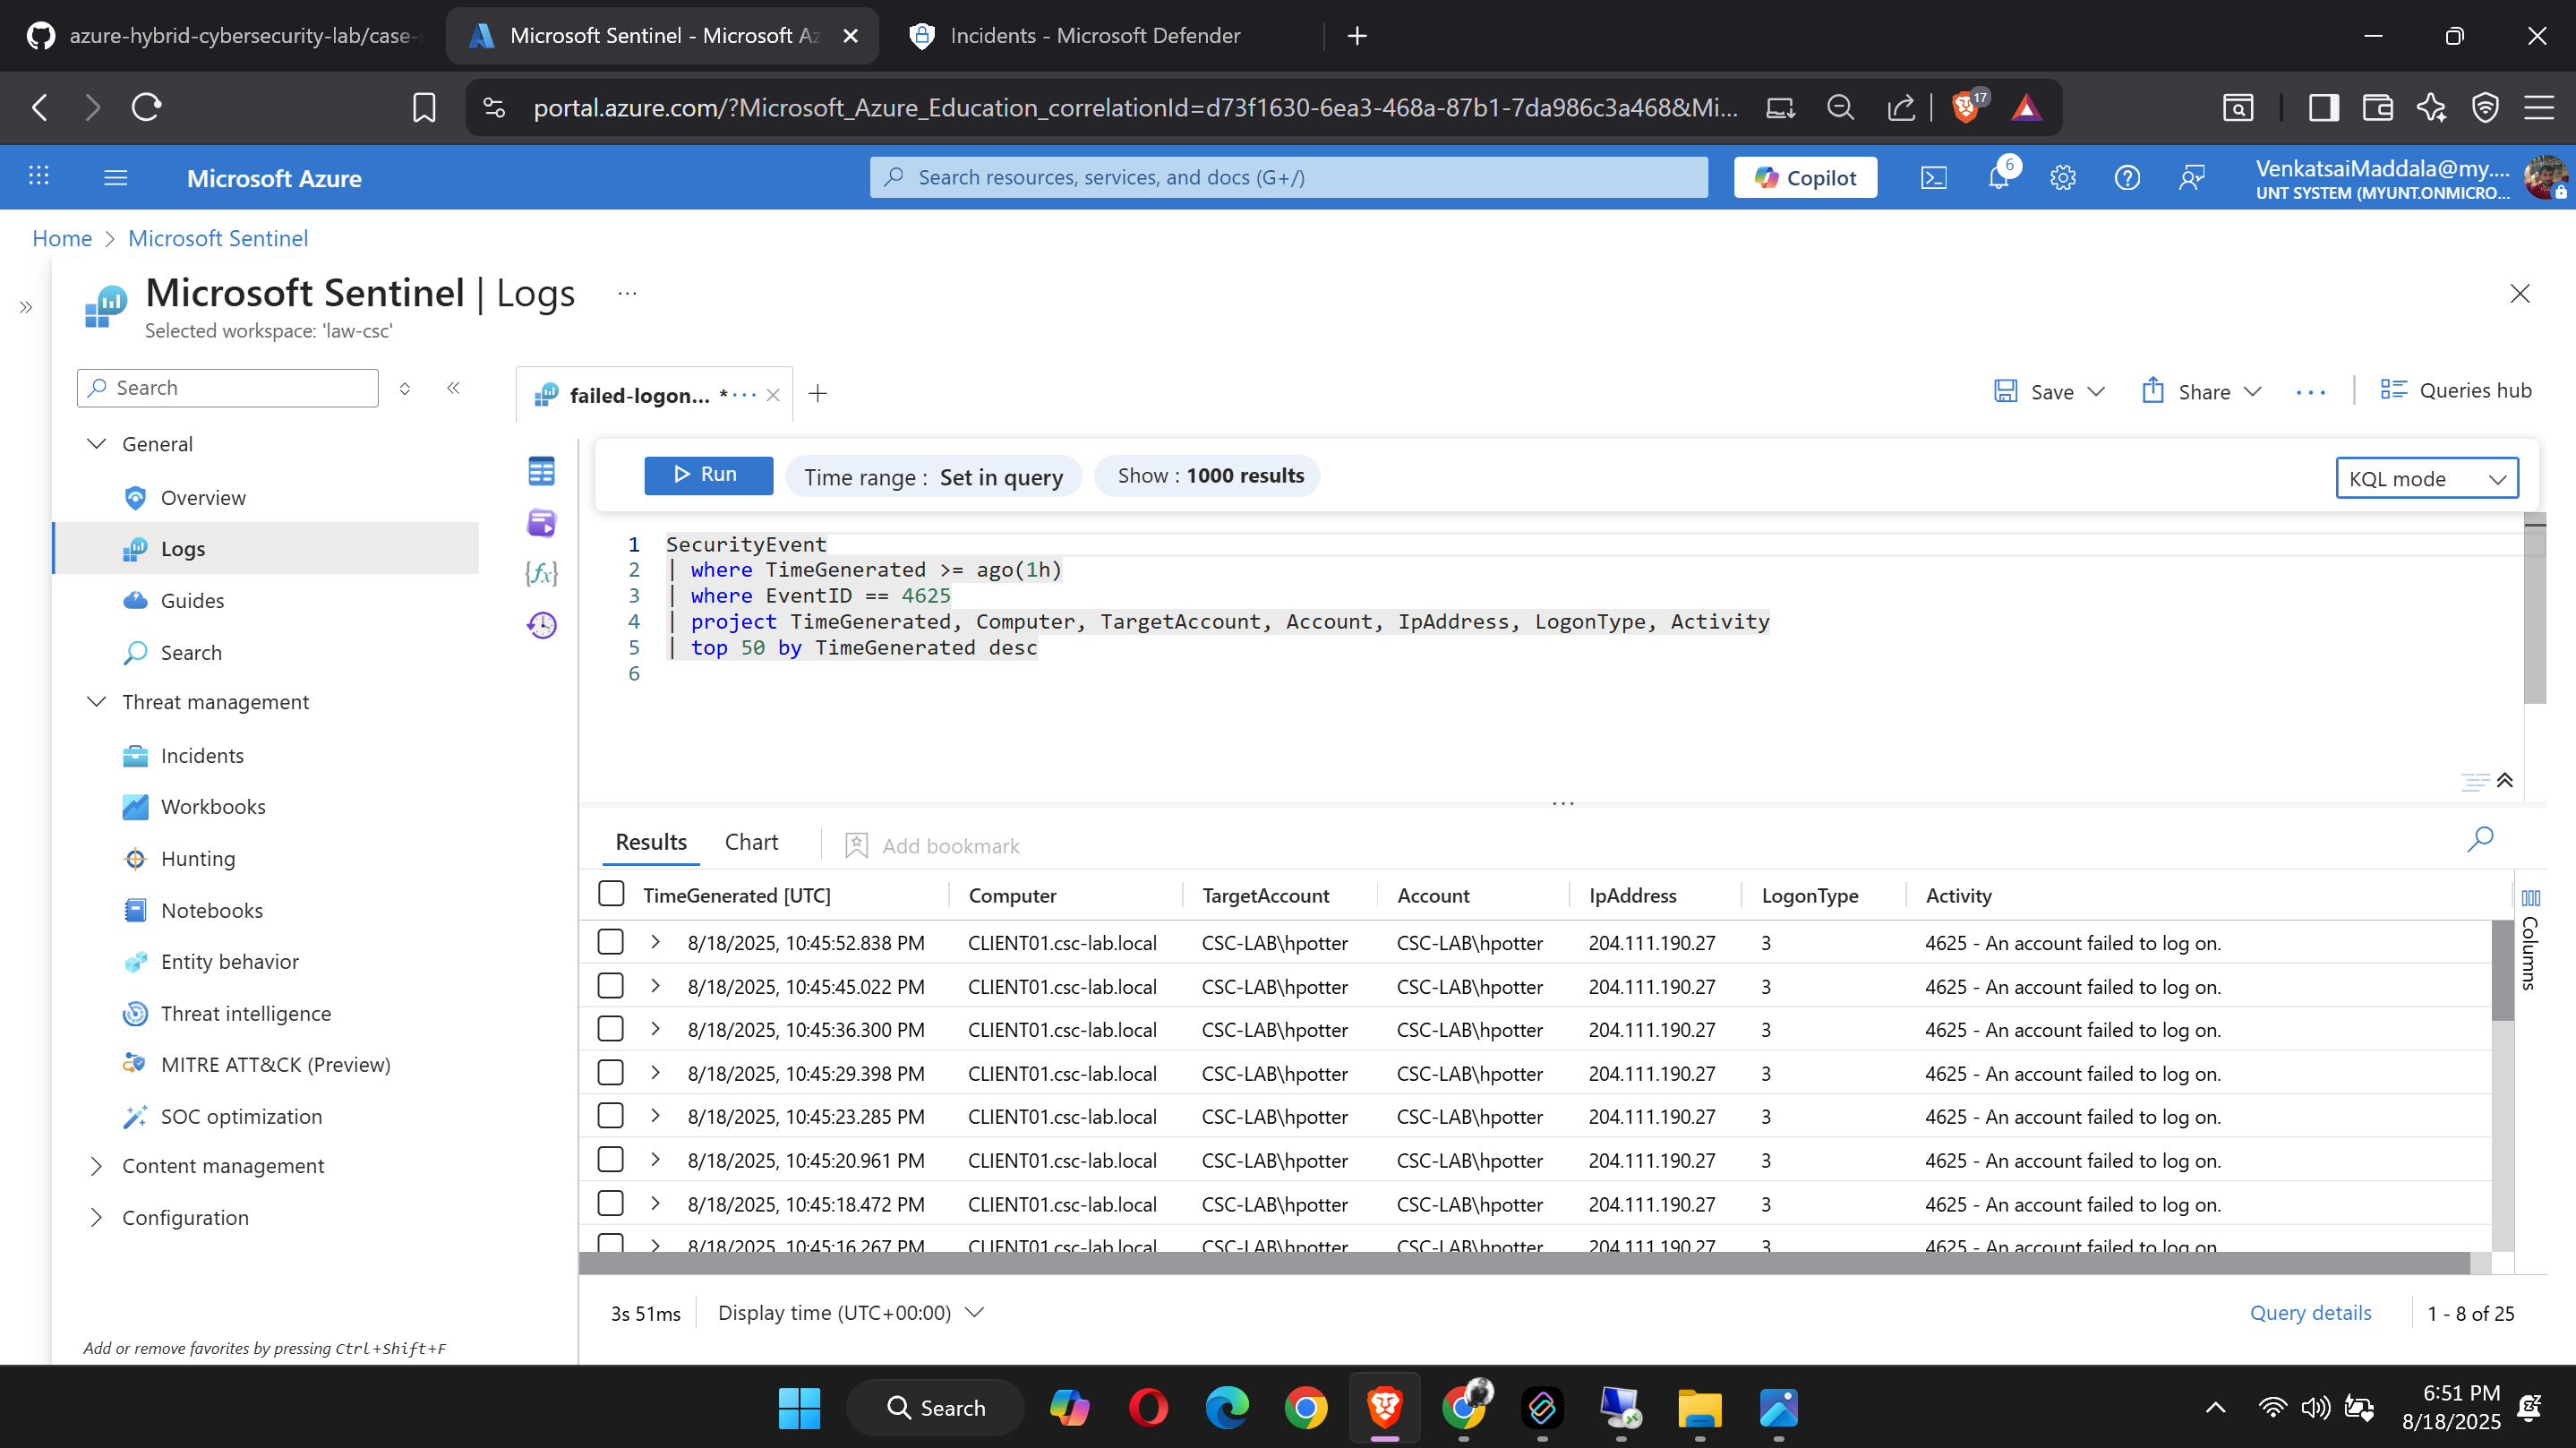 azure-hybrid-cybersecurity-lab/case-s
Microsoft Sentinel - Microsoft Az
Incidents - Microsoft Defender
portal.azure.com/?Microsoft_Azure_Education_correlationId=d73f1630-6ea3-468a-87b1-7da986c3a468&Mi...
17
Microsoft Azure
Search resources, services, and docs (G+/)
Copilot
6
VenkatsaiMaddala@my....
UNT SYSTEM (MYUNT.ONMICRO...
Home > Microsoft Sentinel
Microsoft Sentinel | Logs ...
Selected workspace: 'law-csc'
Search
General
Overview
Logs
Guides
Search
Threat management
Incidents
Workbooks
Hunting
Notebooks
Entity behavior
Threat intelligence
MITRE ATT&CK (Preview)
SOC optimization
Content management
Configuration
Add or remove favorites by pressing Ctrl+Shift+F
failed-logon... * ...
Save
Share
...
Queries hub
Run
Time range : Set in query
Show : 1000 results
KQL mode
1 SecurityEvent
2 | where TimeGenerated >= ago(1h)
3 | where EventID == 4625
4 | project TimeGenerated, Computer, TargetAccount, Account, IpAddress, LogonType, Activity
5 | top 50 by TimeGenerated desc
6
...
Results Chart Add bookmark
TimeGenerated [UTC] Computer TargetAccount Account IpAddress LogonType Activity
8/18/2025, 10:45:52.838 PM CLIENT01.csc-lab.local CSC-LAB\hpotter CSC-LAB\hpotter 204.111.190.27 3 4625 - An account failed to log on.
8/18/2025, 10:45:45.022 PM CLIENT01.csc-lab.local CSC-LAB\hpotter CSC-LAB\hpotter 204.111.190.27 3 4625 - An account failed to log on.
8/18/2025, 10:45:36.300 PM CLIENT01.csc-lab.local CSC-LAB\hpotter CSC-LAB\hpotter 204.111.190.27 3 4625 - An account failed to log on.
8/18/2025, 10:45:29.398 PM CLIENT01.csc-lab.local CSC-LAB\hpotter CSC-LAB\hpotter 204.111.190.27 3 4625 - An account failed to log on.
8/18/2025, 10:45:23.285 PM CLIENT01.csc-lab.local CSC-LAB\hpotter CSC-LAB\hpotter 204.111.190.27 3 4625 - An account failed to log on.
8/18/2025, 10:45:20.961 PM CLIENT01.csc-lab.local CSC-LAB\hpotter CSC-LAB\hpotter 204.111.190.27 3 4625 - An account failed to log on.
8/18/2025, 10:45:18.472 PM CLIENT01.csc-lab.local CSC-LAB\hpotter CSC-LAB\hpotter 204.111.190.27 3 4625 - An account failed to log on.
8/18/2025, 10:45:16.267 PM CLIENT01.csc-lab.local CSC-LAB\hpotter CSC-LAB\hpotter 204.111.190.27 3 4625 - An account failed to log on.
Columns
3s 51ms Display time (UTC+00:00) Query details 1 - 8 of 25
Search
6:51 PM
8/18/2025